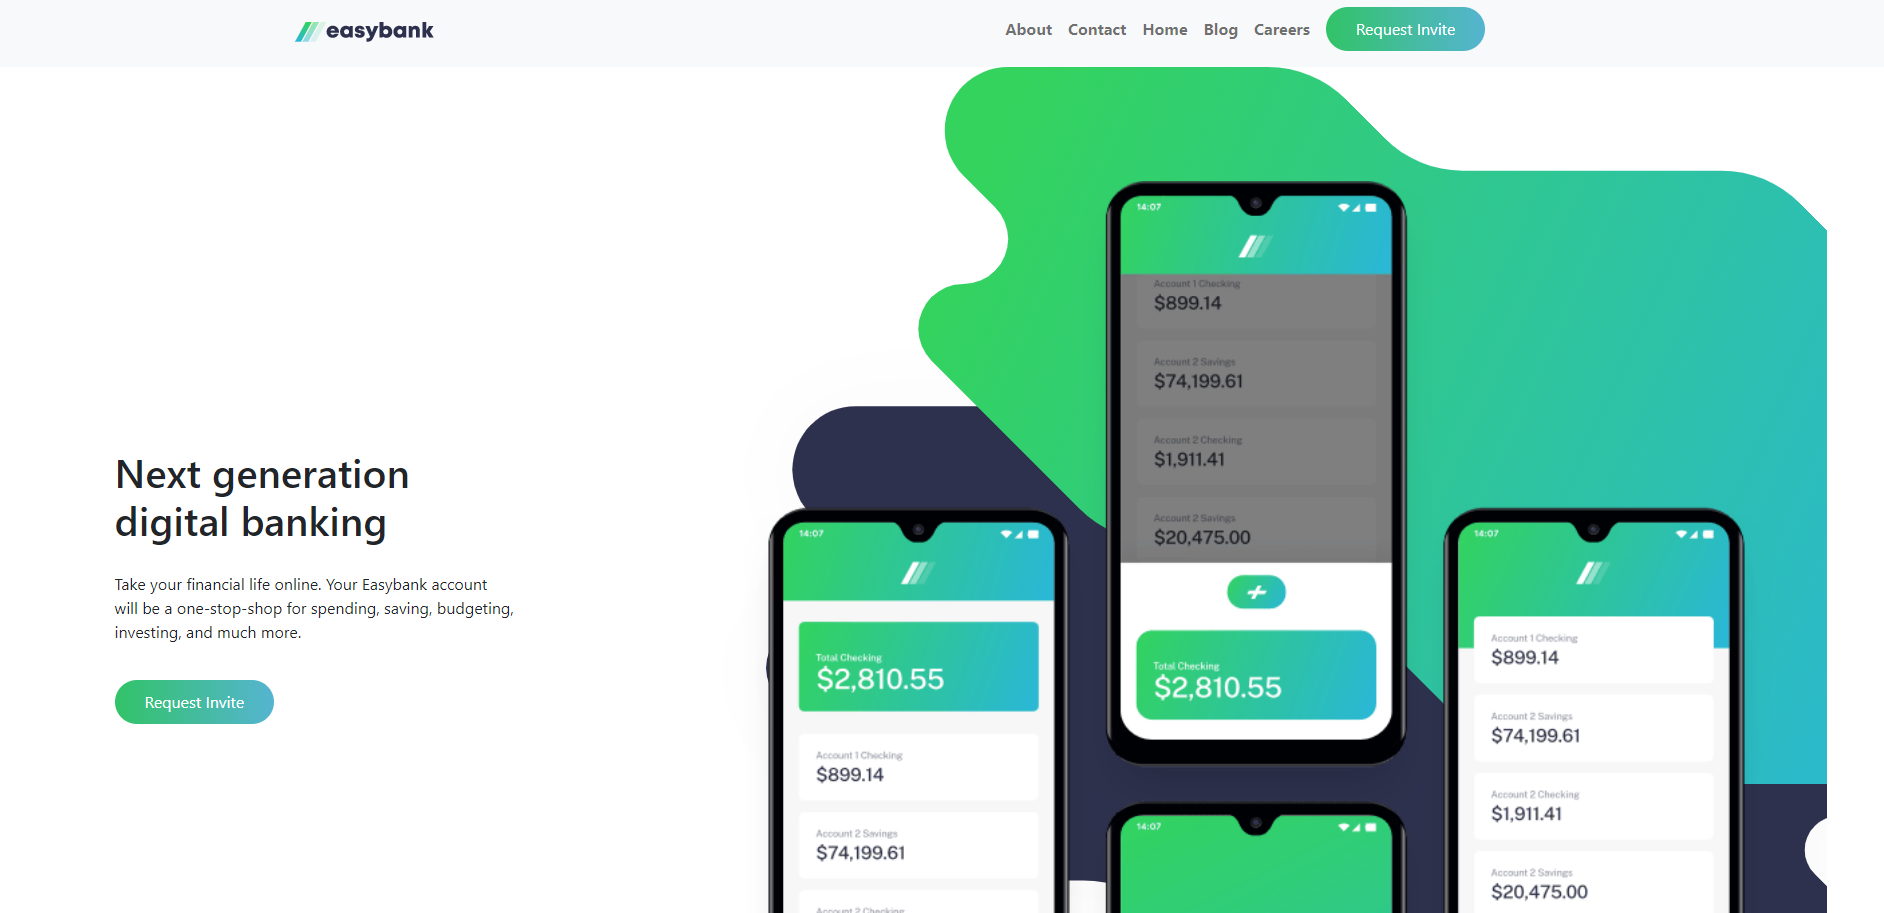 easybank
About Contact Home Blog Careers Request Invite
Next generation
digital banking
Take your financial life online. Your Easybank account
will be a one-stop-shop for spending, saving, budgeting,
investing, and much more.
Request Invite
14:07
Account 1 Checking
$899.14
Account 2 Savings
$74,199.61
Account 2 Checking
$1,911.41
Account 2 Savings
$20,475.00
Total Checking
$2,810.55
14:07
Total Checking
$2,810.55
Account 1 Checking
$899.14
Account 2 Savings
$74,199.61
Account 2 Checking
14:07
14:07
Account 1 Checking
$899.14
Account 2 Savings
$74,199.61
Account 2 Checking
$1,911.41
Account 2 Savings
$20,475.00